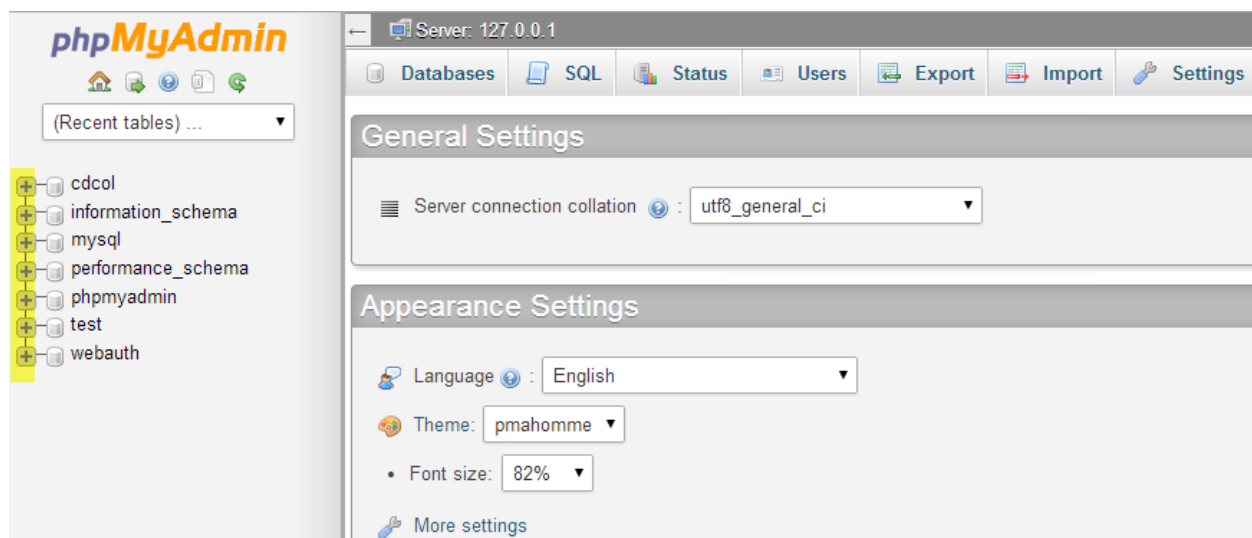 phpMyAdmin
(Recent tables) ...
cdcol
information_schema
mysql
performance_schema
phpmyadmin
test
webauth
Server: 127.0.0.1
Databases SQL Status Users Export Import Settings
General Settings
Server connection collation : utf8_general_ci
Appearance Settings
Language : English
Theme: pmahomme
• Font size: 82%
More settings